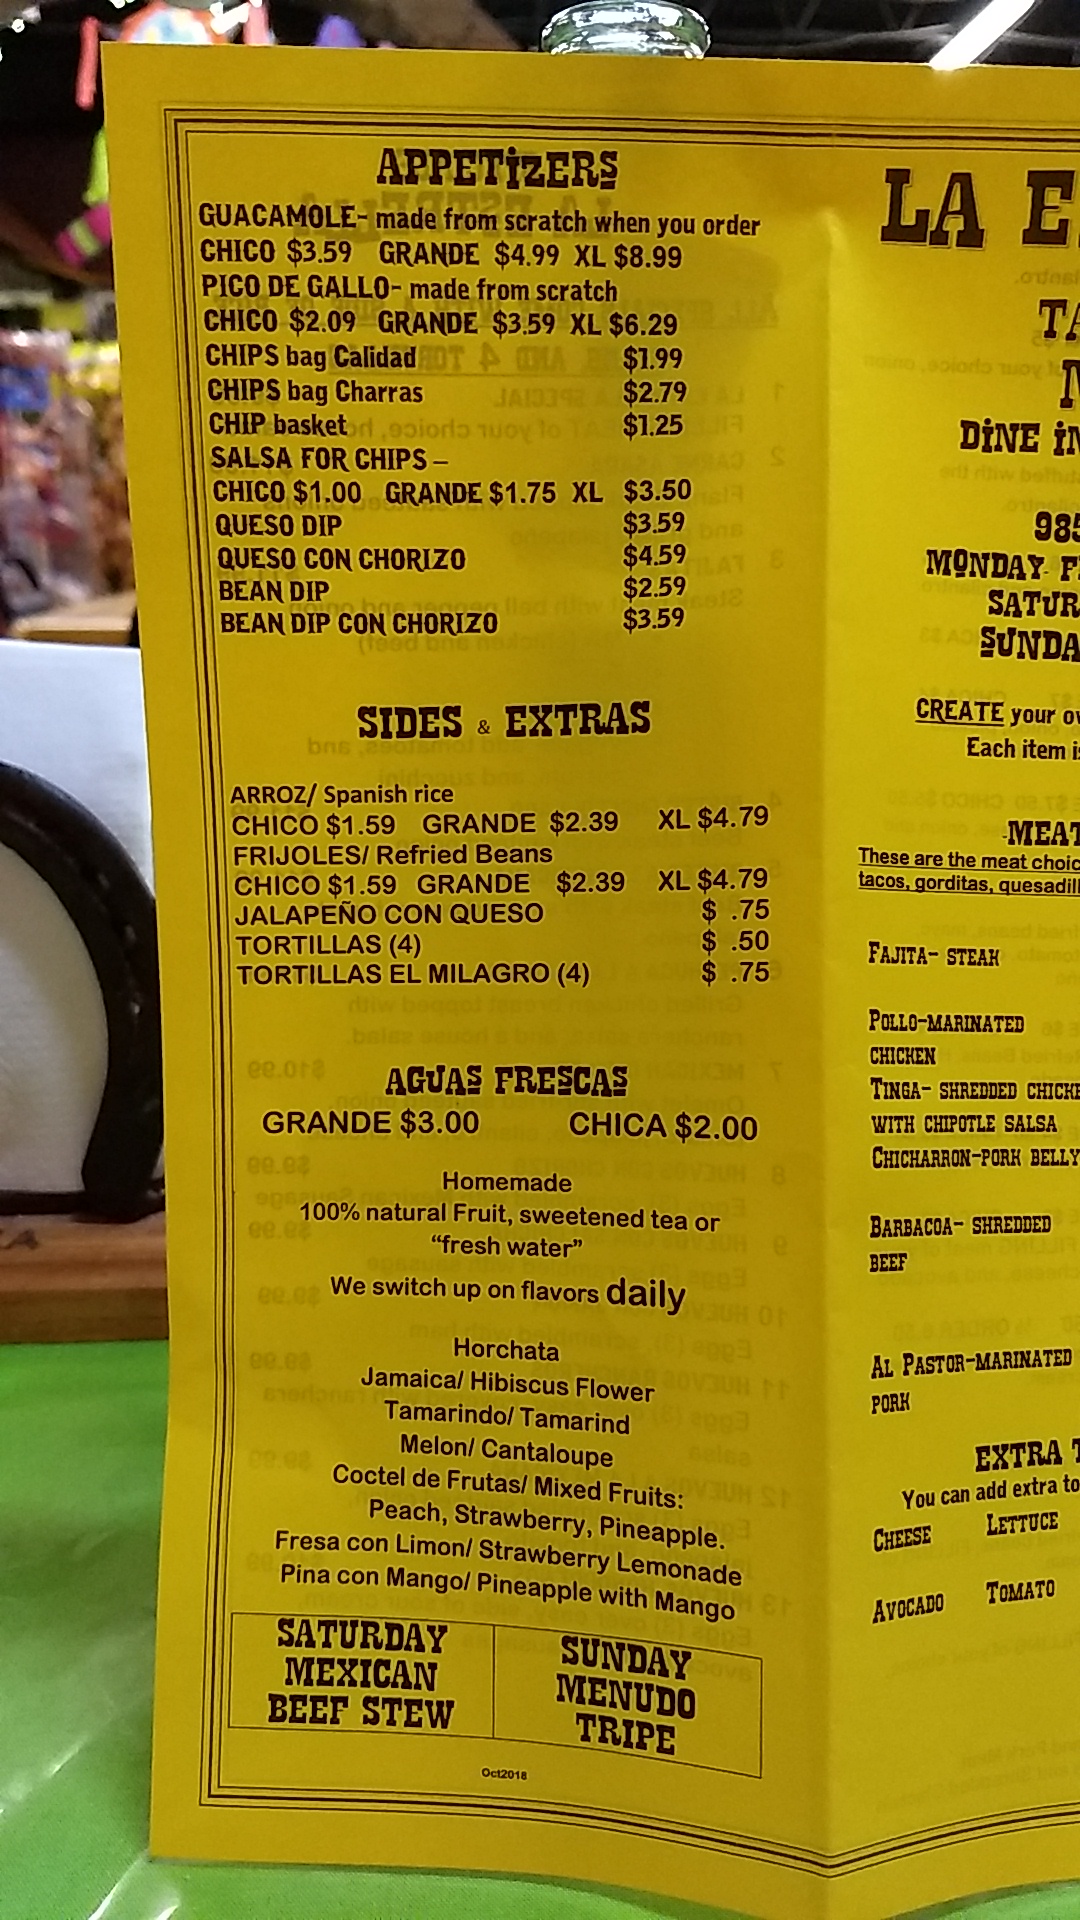 APPETIZERS
GUACAMOLE- made from scratch when you order
CHICO $3.59 GRANDE $4.99 XL $8.99
PICO DE GALLO- made from scratch
CHICO $2.09 GRANDE $3.59 XL $6.29
CHIPS bag Calidad $1.99
CHIPS bag Charras $2.79
CHIP basket $1.25
SALSA FOR CHIPS –
CHICO $1.00 GRANDE $1.75 XL $3.50
QUESO DIP $3.59
QUESO CON CHORIZO $4.59
BEAN DIP $2.59
BEAN DIP CON CHORIZO $3.59
SIDES & EXTRAS
ARROZ/ Spanish rice
CHICO $1.59 GRANDE $2.39 XL $4.79
FRIJOLES/ Refried Beans
CHICO $1.59 GRANDE $2.39 XL $4.79
JALAPEÑO CON QUESO $ .75
TORTILLAS (4) $ .50
TORTILLAS EL MILAGRO (4) $ .75
AGUAS FRESCAS
GRANDE $3.00 CHICA $2.00
Homemade
100% natural Fruit, sweetened tea or
“fresh water”
We switch up on flavors daily
Horchata
Jamaica/ Hibiscus Flower
Tamarindo/ Tamarind
Melon/ Cantaloupe
Coctel de Frutas/ Mixed Fruits:
Peach, Strawberry, Pineapple.
Fresa con Limon/ Strawberry Lemonade
Pina con Mango/ Pineapple with Mango
SATURDAY
MEXICAN
BEEF STEW
SUNDAY
MENUDO
TRIPE
Oct2018
LA
DINE
985
MONDAY
CREATE your
Each item
-MEAT
These are the meat
tacos, gorditas,
FAJITA- STEAK
POLLO-MARINATED
CHICKEN
TINGA- SHREDDED
WITH CHIPOTLE SALSA
CHICHARRON-PORK BELLY
BARBACOA- SHREDDED
BEEF
AL PASTOR-MARINATED
PORK
EXTRA
You can add extra to
CHEESE LETTUCE
AVOCADO TOMATO